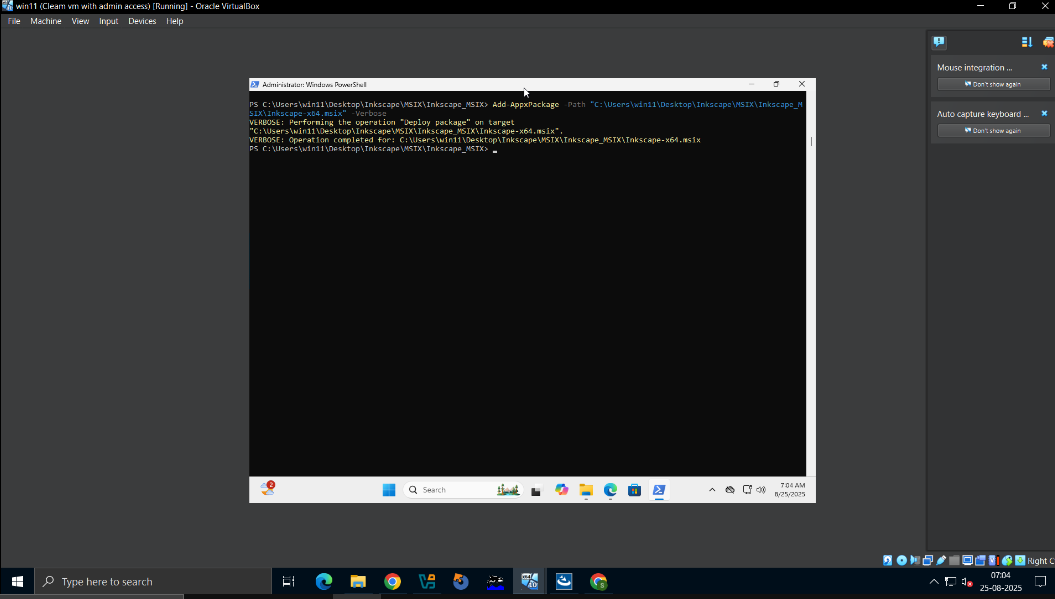 win11 (Cleam vm with admin access) [Running] - Oracle VirtualBox
File Machine View Input Devices Help
Mouse integration ...
Don't show again
Auto capture keyboard ...
Don't show again
Administrator: Windows PowerShell
PS C:\Users\win11\Desktop\Inkscape\MSIX\Inkscape_MSIX> Add-AppxPackage -Path "C:\Users\win11\Desktop\Inkscape\MSIX\Inkscape_M
SIX\Inkscape-x64.msix" -Verbose
VERBOSE: Performing the operation "Deploy package" on target
"C:\Users\win11\Desktop\Inkscape\MSIX\Inkscape_MSIX\Inkscape-x64.msix".
VERBOSE: Operation completed for: C:\Users\win11\Desktop\Inkscape\MSIX\Inkscape_MSIX\Inkscape-x64.msix
PS C:\Users\win11\Desktop\Inkscape\MSIX\Inkscape_MSIX> _
2
Search
7:04 AM
8/25/2025
Right C
Type here to search
07:04
25-08-2025